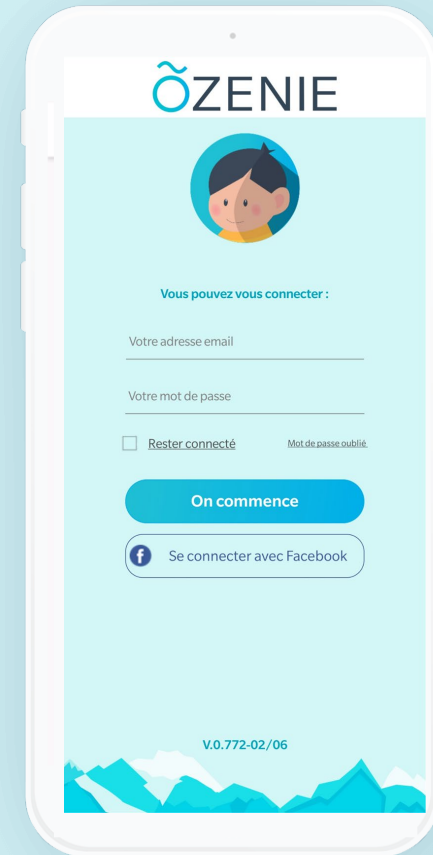 õZENIE
Vous pouvez vous connecter :
Votre adresse email
Votre mot de passe
Rester connecté
Mot de passe oublié
On commence
Se connecter avec Facebook
V.0.772-02/06